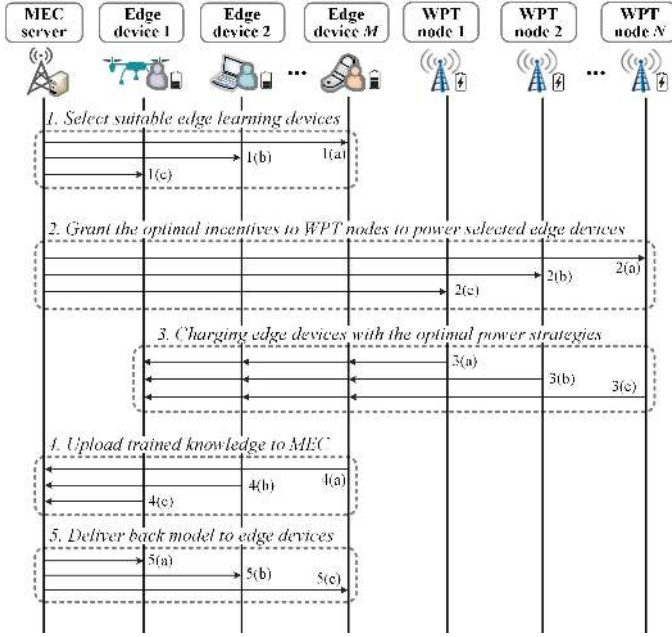 MEC server
Edge device 1
Edge device 2
Edge device M
WPT node 1
WPT node 2
WPT node N
...
...
1. Select suitable edge learning devices
1(a)
1(b)
1(c)
2. Grant the optimal incentives to WPT nodes to power selected edge devices
2(a)
2(b)
2(c)
3. Charging edge devices with the optimal power strategies
3(a)
3(b)
3(c)
4. Upload trained knowledge to MEC
4(a)
4(b)
4(c)
5. Deliver back model to edge devices
5(a)
5(b)
5(c)